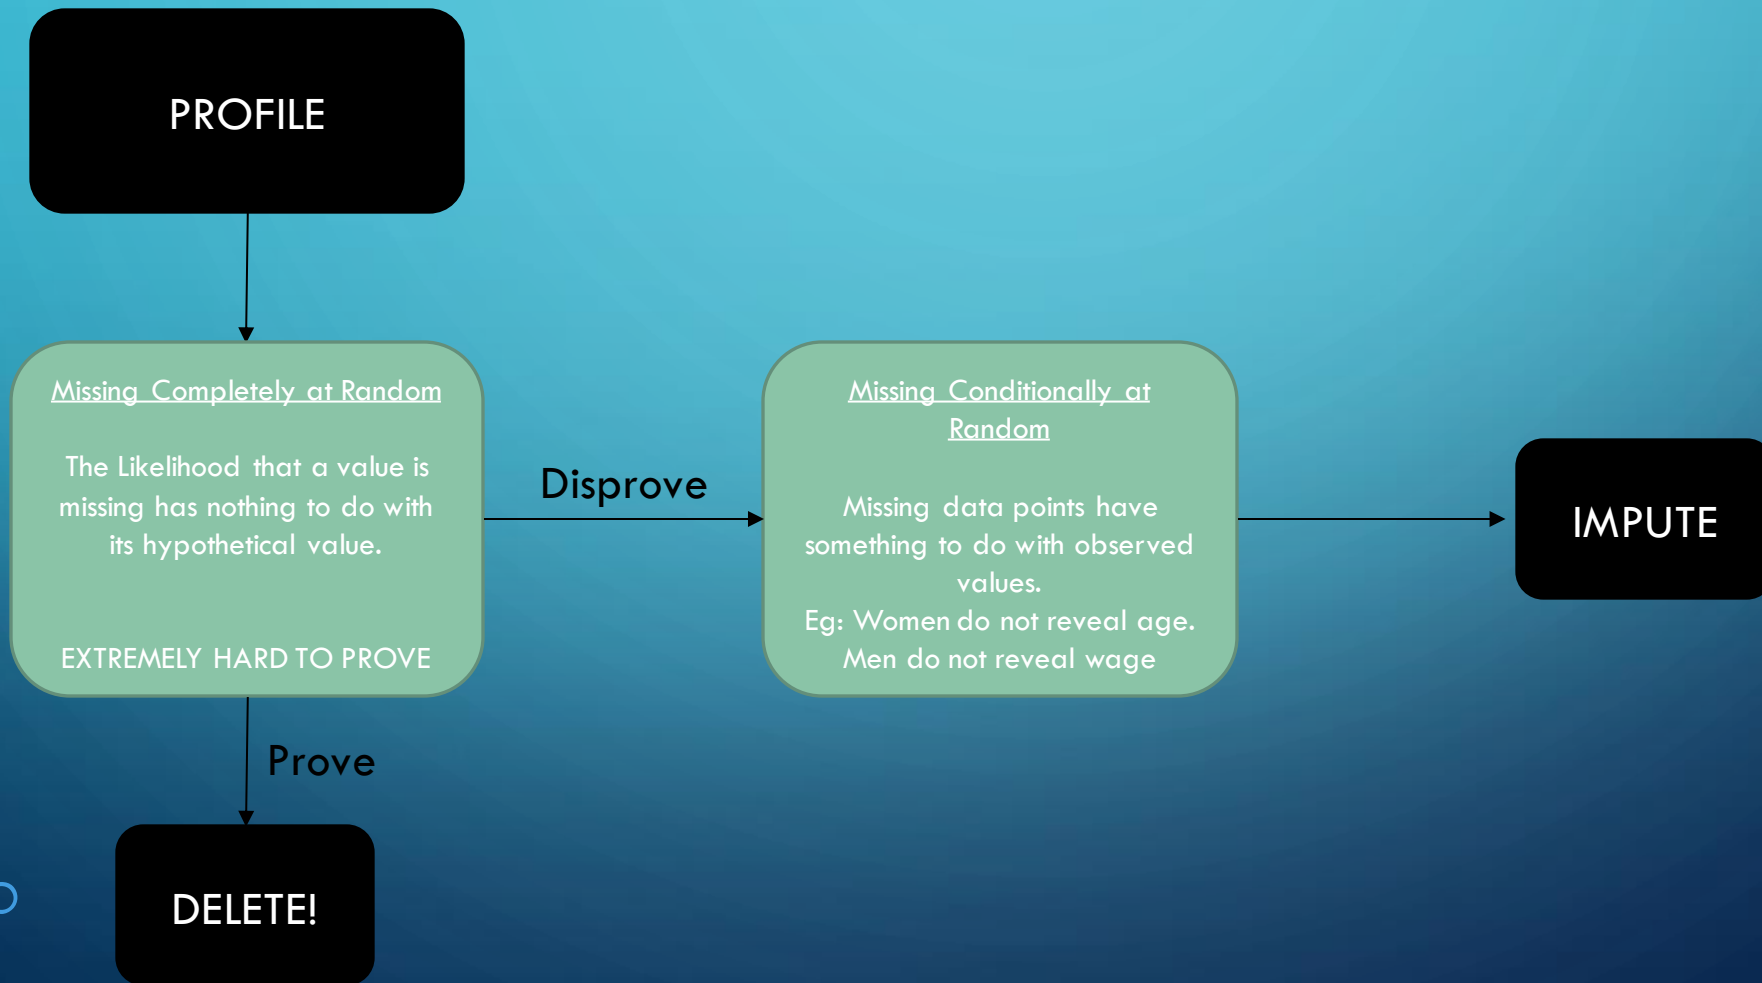 PROFILE
Missing Completely at Random
The Likelihood that a value is
missing has nothing to do with
its hypothetical value.
EXTREMELY HARD TO PROVE
Disprove
Missing Conditionally at
Random
Missing data points have
something to do with observed
values.
Eg: Women do not reveal age.
Men do not reveal wage
IMPUTE
Prove
DELETE!